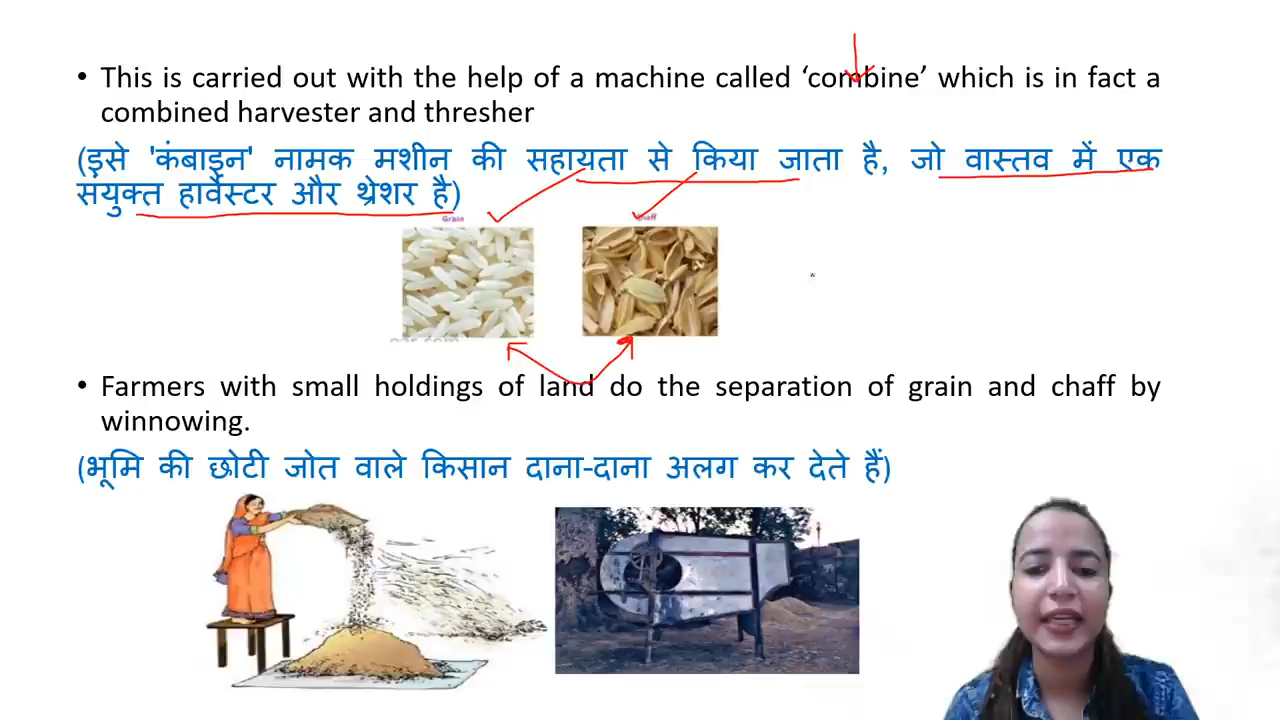 • This is carried out with the help of a machine called ‘combine’ which is in fact a
combined harvester and thresher
(इसे 'कंबाइन' नामक मशीन की सहायता से किया जाता है, जो वास्तव में एक
सयुक्त हार्वेस्टर और थ्रेशर है)
Grain
Chaff
• Farmers with small holdings of land do the separation of grain and chaff by
winnowing.
(भूमि की छोटी जोत वाले किसान दाना-दाना अलग कर देते हैं)